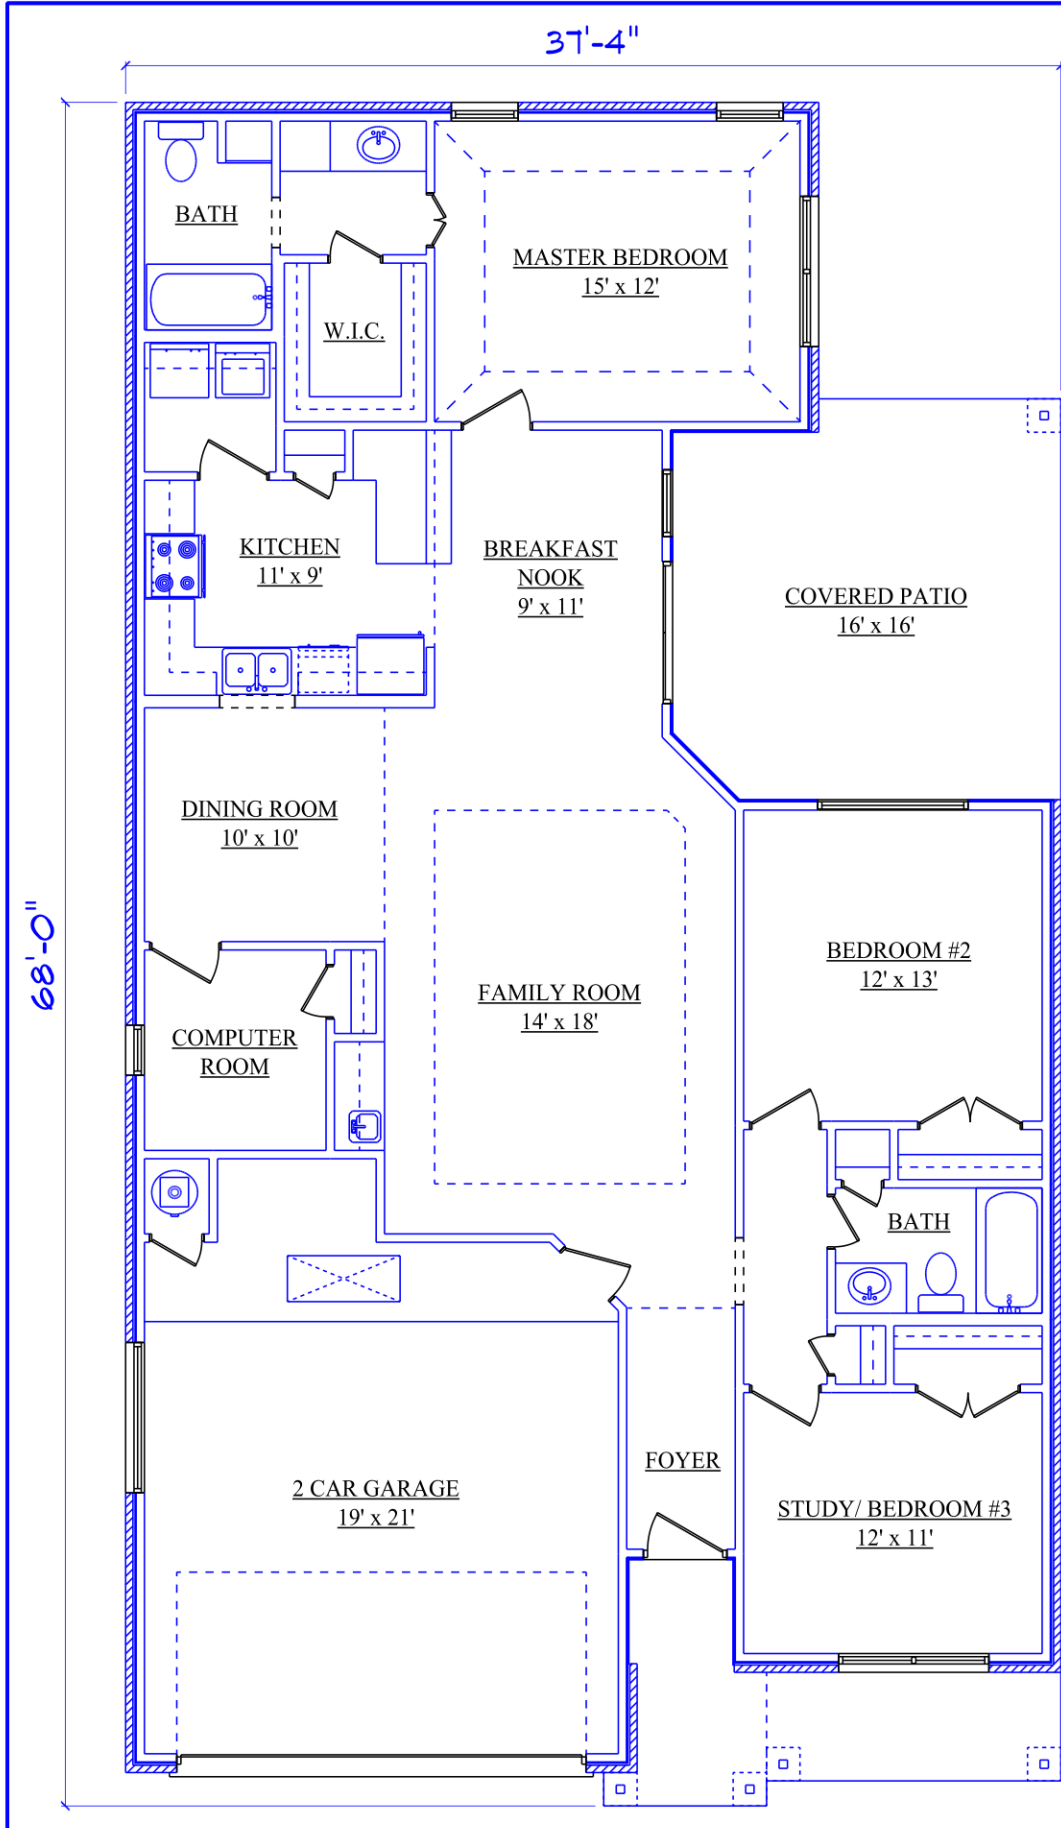 37'-4"
BATH
MASTER BEDROOM
15' x 12'
W.I.C.
KITCHEN
11' x 9'
BREAKFAST
NOOK
9' x 11'
COVERED PATIO
16' x 16'
DINING ROOM
10' x 10'
68'-0"
BEDROOM #2
12' x 13'
FAMILY ROOM
14' x 18'
COMPUTER
ROOM
BATH
FOYER
2 CAR GARAGE
19' x 21'
STUDY/ BEDROOM #3
12' x 11'